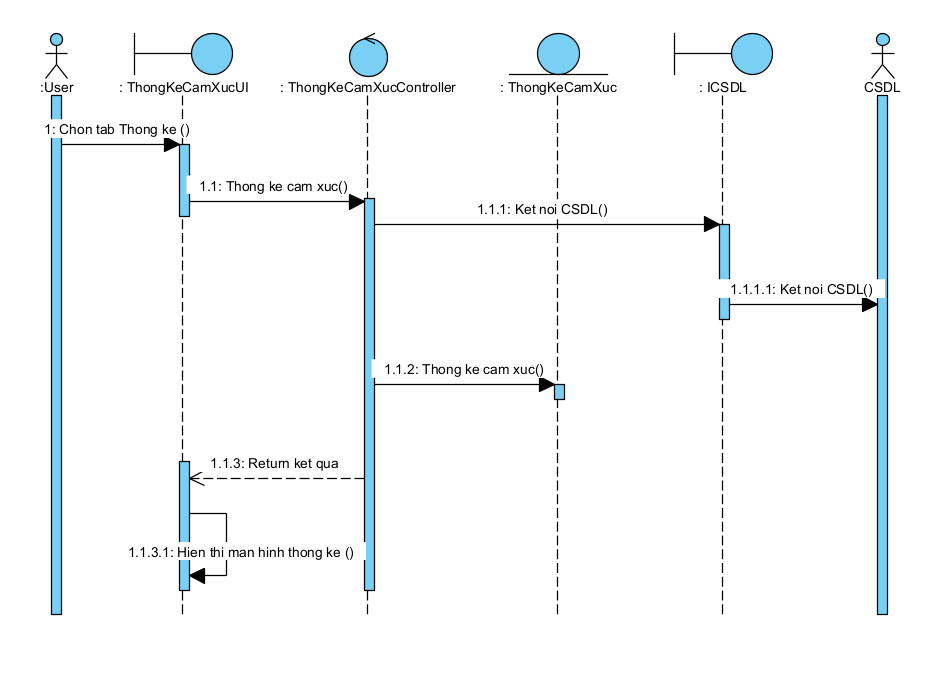 :User
: ThongKeCamXucUI
: ThongKeCamXucController
: ThongKeCamXuc
: ICSDL
CSDL
1: Chon tab Thong ke ()
1.1: Thong ke cam xuc()
1.1.1: Ket noi CSDL()
1.1.1.1: Ket noi CSDL()
1.1.2: Thong ke cam xuc()
1.1.3: Return ket qua
1.1.3.1: Hien thi man hinh thong ke ()